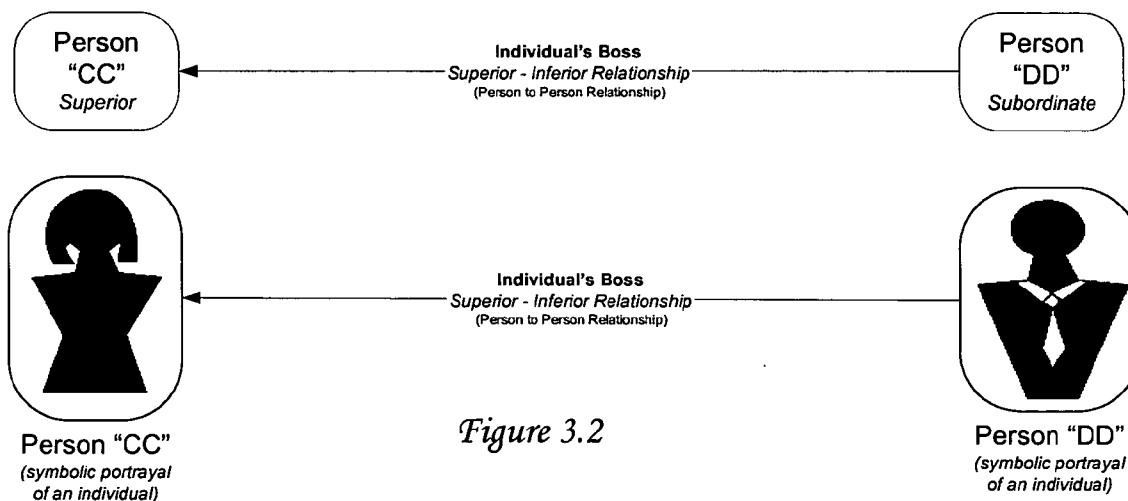 Person
"CC"
Superior
Individual's Boss
Superior - Inferior Relationship
(Person to Person Relationship)
Person
"DD"
Subordinate
Individual's Boss
Superior - Inferior Relationship
(Person to Person Relationship)
Person "CC"
(symbolic portrayal
of an individual)
Figure 3.2
Person "DD"
(symbolic portrayal
of an individual)